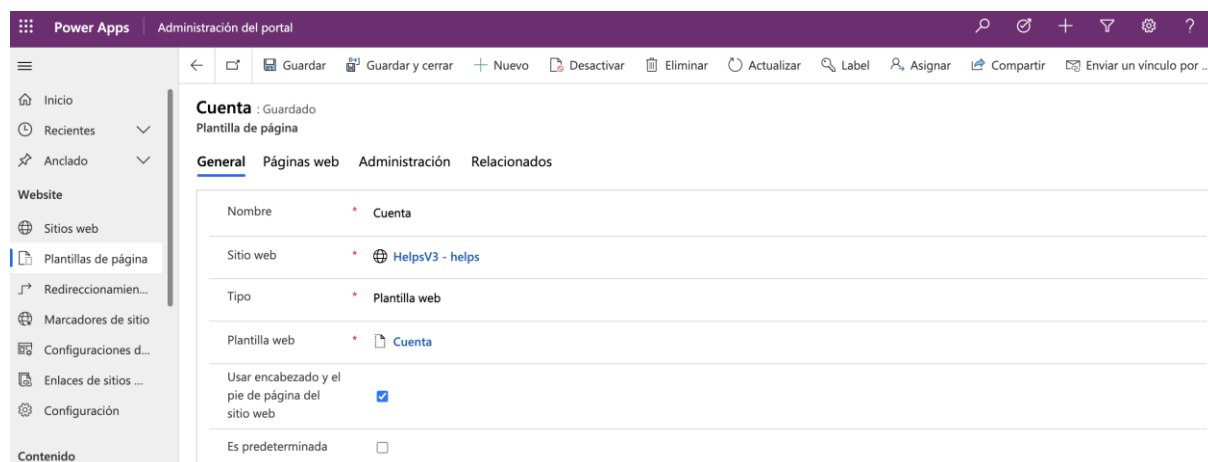 Power Apps Administración del portal ?
Guardar Guardar y cerrar Nuevo Desactivar Eliminar Actualizar Label Asignar Compartir Enviar un vínculo por ...
Inicio
Recientes
Anclado
Website
Sitios web
Plantillas de página
Redireccionamien...
Marcadores de sitio
Configuraciones d...
Enlaces de sitios ...
Configuración
Contenido
Cuenta : Guardado
Plantilla de página
General Páginas web Administración Relacionados
Nombre * Cuenta
Sitio web * HelpsV3 - helps
Tipo * Plantilla web
Plantilla web * Cuenta
Usar encabezado y el
pie de página del
sitio web
Es predeterminada